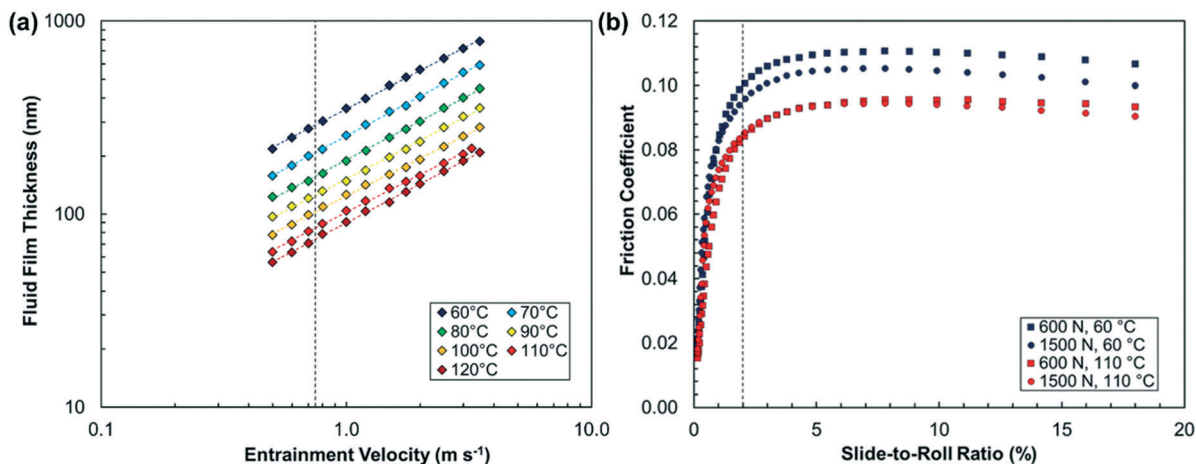 (a)
1000
100
10
Fluid Film Thickness (nm)
0.1
1.0
10.0
Entrainment Velocity (m s⁻¹)
60°C 70°C
80°C 90°C
100°C 110°C
120°C
(b)
0.12
0.10
0.08
0.06
0.04
0.02
0.00
Friction Coefficient
0
5
10
15
20
Slide-to-Roll Ratio (%)
600 N, 60 °C
1500 N, 60 °C
600 N, 110 °C
1500 N, 110 °C